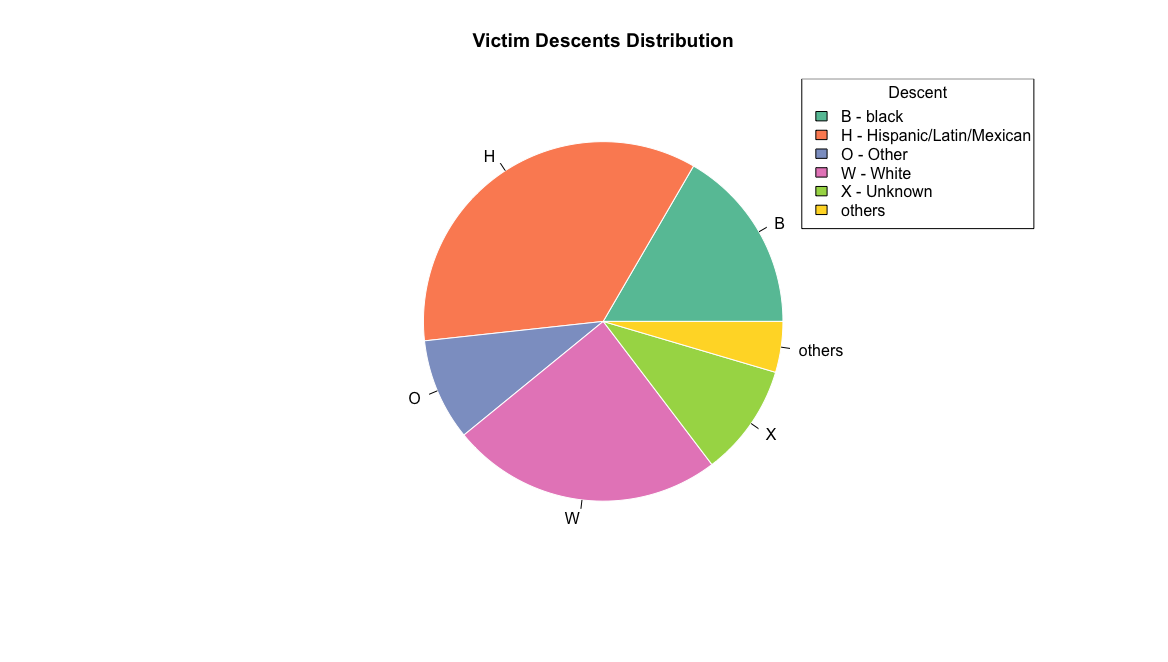 Victim Descents Distribution
Descent
B - black
H - Hispanic/Latin/Mexican
O - Other
W - White
X - Unknown
others
H
B
others
O
X
W